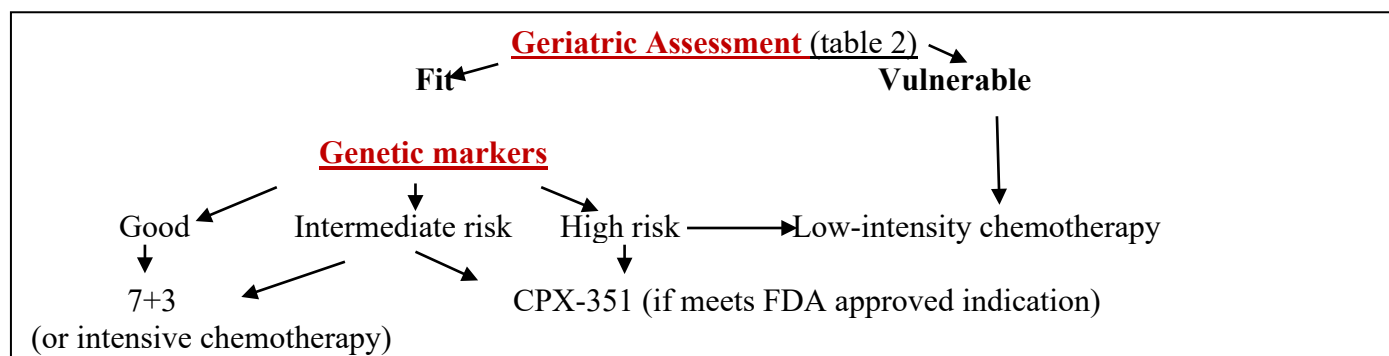 Geriatric Assessment (table 2)
Fit Vulnerable
Genetic markers
Good Intermediate risk High risk Low-intensity chemotherapy
7+3 CPX-351 (if meets FDA approved indication)
(or intensive chemotherapy)